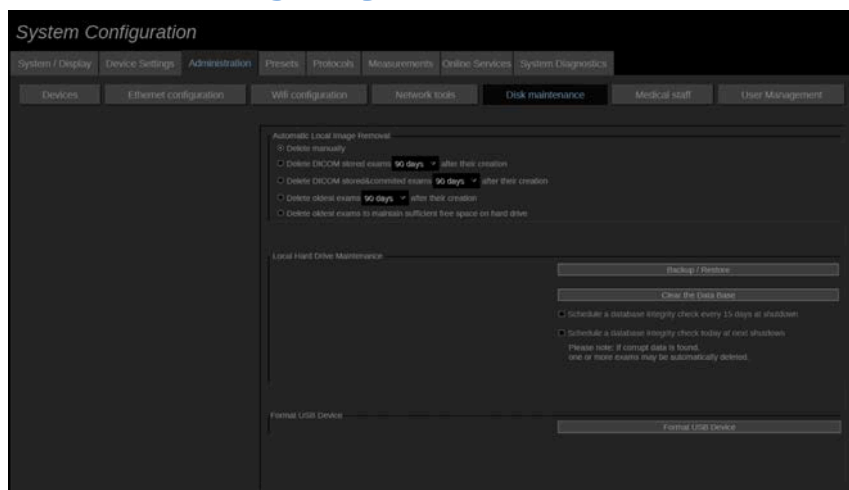 System Configuration
System / Display Device Settings Administration Presets Protocols Measurements Online Services System Diagnostics
Devices Ethernet configuration Wifi configuration Network tools Disk maintenance Medical staff User Management
Automatic Local Image Removal
Delete manually
Delete DICOM stored exams 90 days after their creation
Delete DICOM stored&commited exams 90 days after their creation
Delete oldest exams 90 days after their creation
Delete oldest exams to maintain sufficient free space on hard drive
Local Hard Drive Maintenance
Backup / Restore
Clear the Data Base
Schedule a database integrity check every 15 days at shutdown
Schedule a database integrity check today at next shutdown
Please note: if corrupt data is found,
one or more exams may be automatically deleted.
Format USB Device
Format USB Device